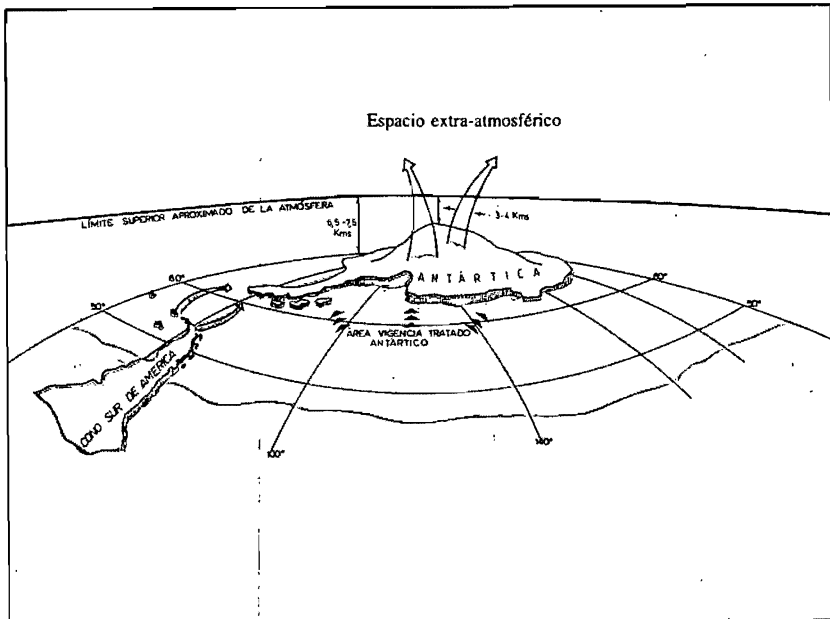 Espacio extra-atmosférico
LÍMITE SUPERIOR APROXIMADO DE LA ATMÓSFERA
6,5 -7,5
Kms
3-4 Kms
ANTÁRTICA
60°
60°
50°
50°
ÁREA VIGENCIA TRATADO
ANTÁRTICO
CONO SUR DE AMÉRICA
100°
140°